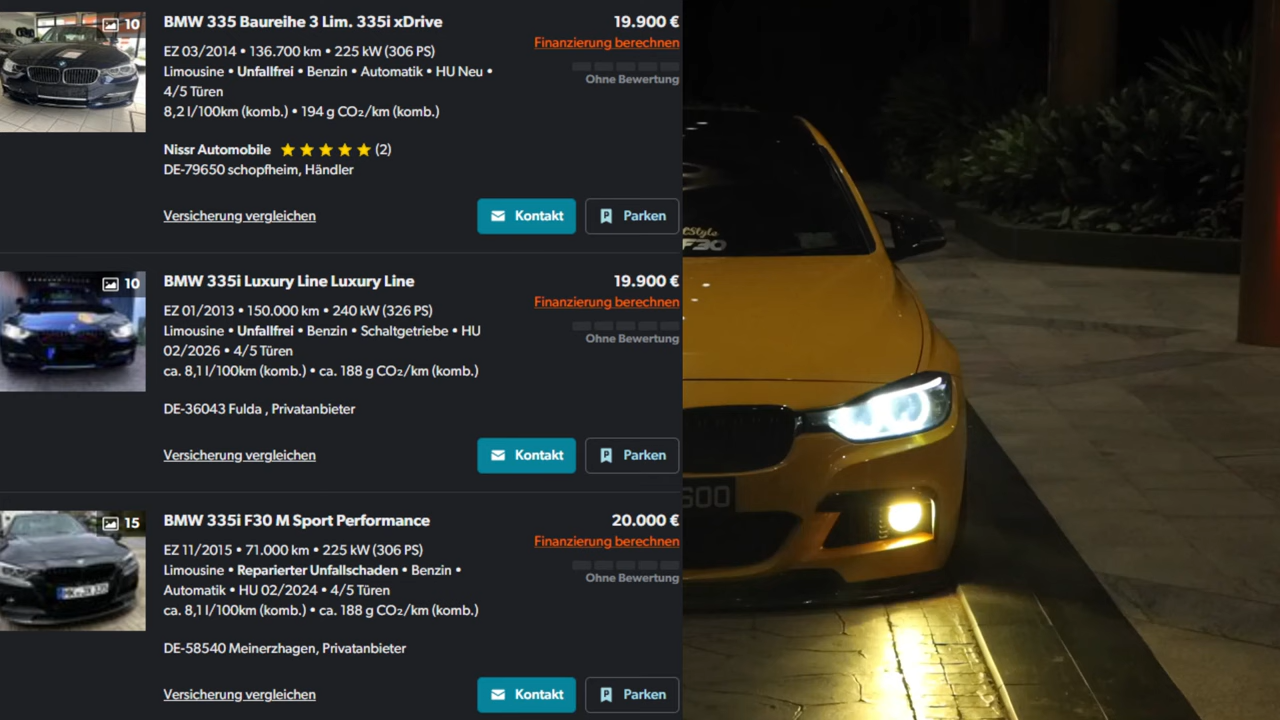 10
BMW 335 Baureihe 3 Lim. 335i xDrive
19.900 €
Finanzierung berechnen
EZ 03/2014 • 136.700 km • 225 kW (306 PS)
Limousine • Unfallfrei • Benzin • Automatik • HU Neu •
4/5 Türen
Ohne Bewertung
8,2 l/100km (komb.) • 194 g CO₂/km (komb.)
Nissr Automobile ★★★★★ (2)
DE-79650 schopfheim, Händler
Versicherung vergleichen
Kontakt
Parken
10
BMW 335i Luxury Line Luxury Line
19.900 €
Finanzierung berechnen
EZ 01/2013 • 150.000 km • 240 kW (326 PS)
Limousine • Unfallfrei • Benzin • Schaltgetriebe • HU
02/2026 • 4/5 Türen
Ohne Bewertung
ca. 8,1 l/100km (komb.) • ca. 188 g CO₂/km (komb.)
DE-36043 Fulda , Privatanbieter
Versicherung vergleichen
Kontakt
Parken
15
BMW 335i F30 M Sport Performance
20.000 €
Finanzierung berechnen
EZ 11/2015 • 71.000 km • 225 kW (306 PS)
Limousine • Reparierter Unfallschaden • Benzin •
Automatik • HU 02/2024 • 4/5 Türen
Ohne Bewertung
ca. 8,1 l/100km (komb.) • ca. 188 g CO₂/km (komb.)
DE-58540 Meinerzhagen, Privatanbieter
Versicherung vergleichen
Kontakt
Parken
F30